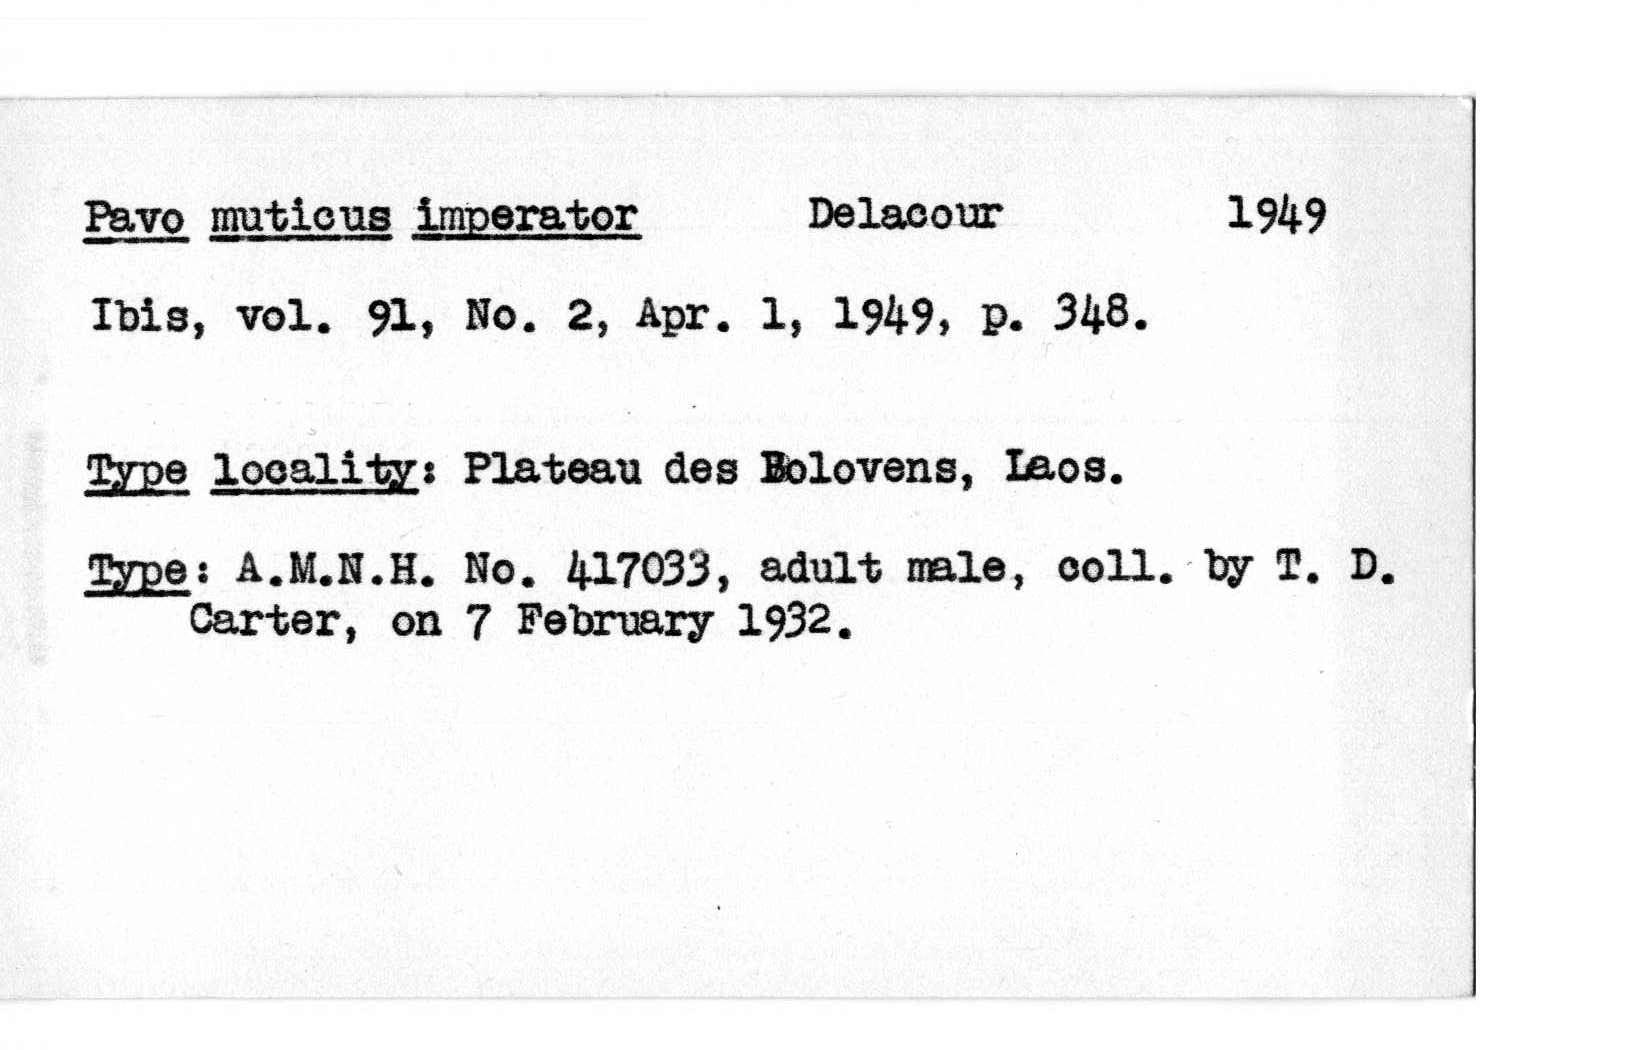 Pavo muticus imperator Delacour 1949
Ibis, vol. 91, No. 2, Apr. 1, 1949, p. 348.
Type locality: Plateau des Bolovens, Laos.
Type: A.M.N.H. No. 417033, adult male, coll. by T. D.
Carter, on 7 February 1932.